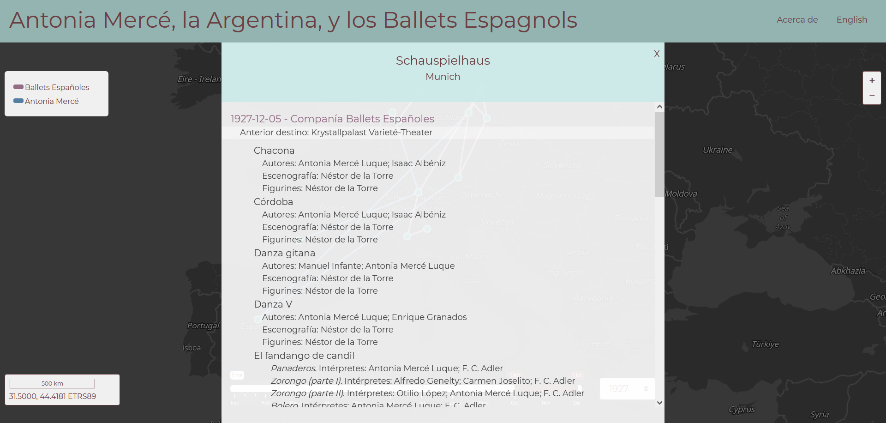 Antonia Mercé, la Argentina, y los Ballets Espagnols
Acerca de
English
Ballets Españoles
Antonia Mercé
Éire - Ireland
Schauspielhaus
Munich
X
1927-12-05 - Companía Ballets Españoles
Anterior destino: Krystallpalast Varieté-Theater
Chacona
Autores: Antonia Mercé Luque; Isaac Albéniz
Escenografía: Néstor de la Torre
Figurines: Néstor de la Torre
Córdoba
Autores: Antonia Mercé Luque; Isaac Albéniz
Escenografía: Néstor de la Torre
Figurines: Néstor de la Torre
Danza gitana
Autores: Manuel Infante; Antonia Mercé Luque
Escenografía: Néstor de la Torre
Figurines: Néstor de la Torre
Danza V
Autores: Antonia Mercé Luque; Enrique Granados
Escenografía: Néstor de la Torre
Figurines: Néstor de la Torre
El fandango de candil
Panaderos. Intérpretes: Antonia Mercé Luque; F. C. Adler
Zorongo (parte I). Intérpretes: Alfredo Genelty; Carmen Joselito; F. C. Adler
Zorongo (parte II). Intérpretes: Otilio López; Antonia Mercé Luque; F. C. Adler
Bolero. Intérpretes: Antonia Mercé Luque; F. C. Adler
1927
+
−
Belarus
Ukraine
Moldova
Abkhazia
Türkiye
Cyprus
Syria
Portugal
Lisboa
500 km
31.5000, 44.4181 ETRS89